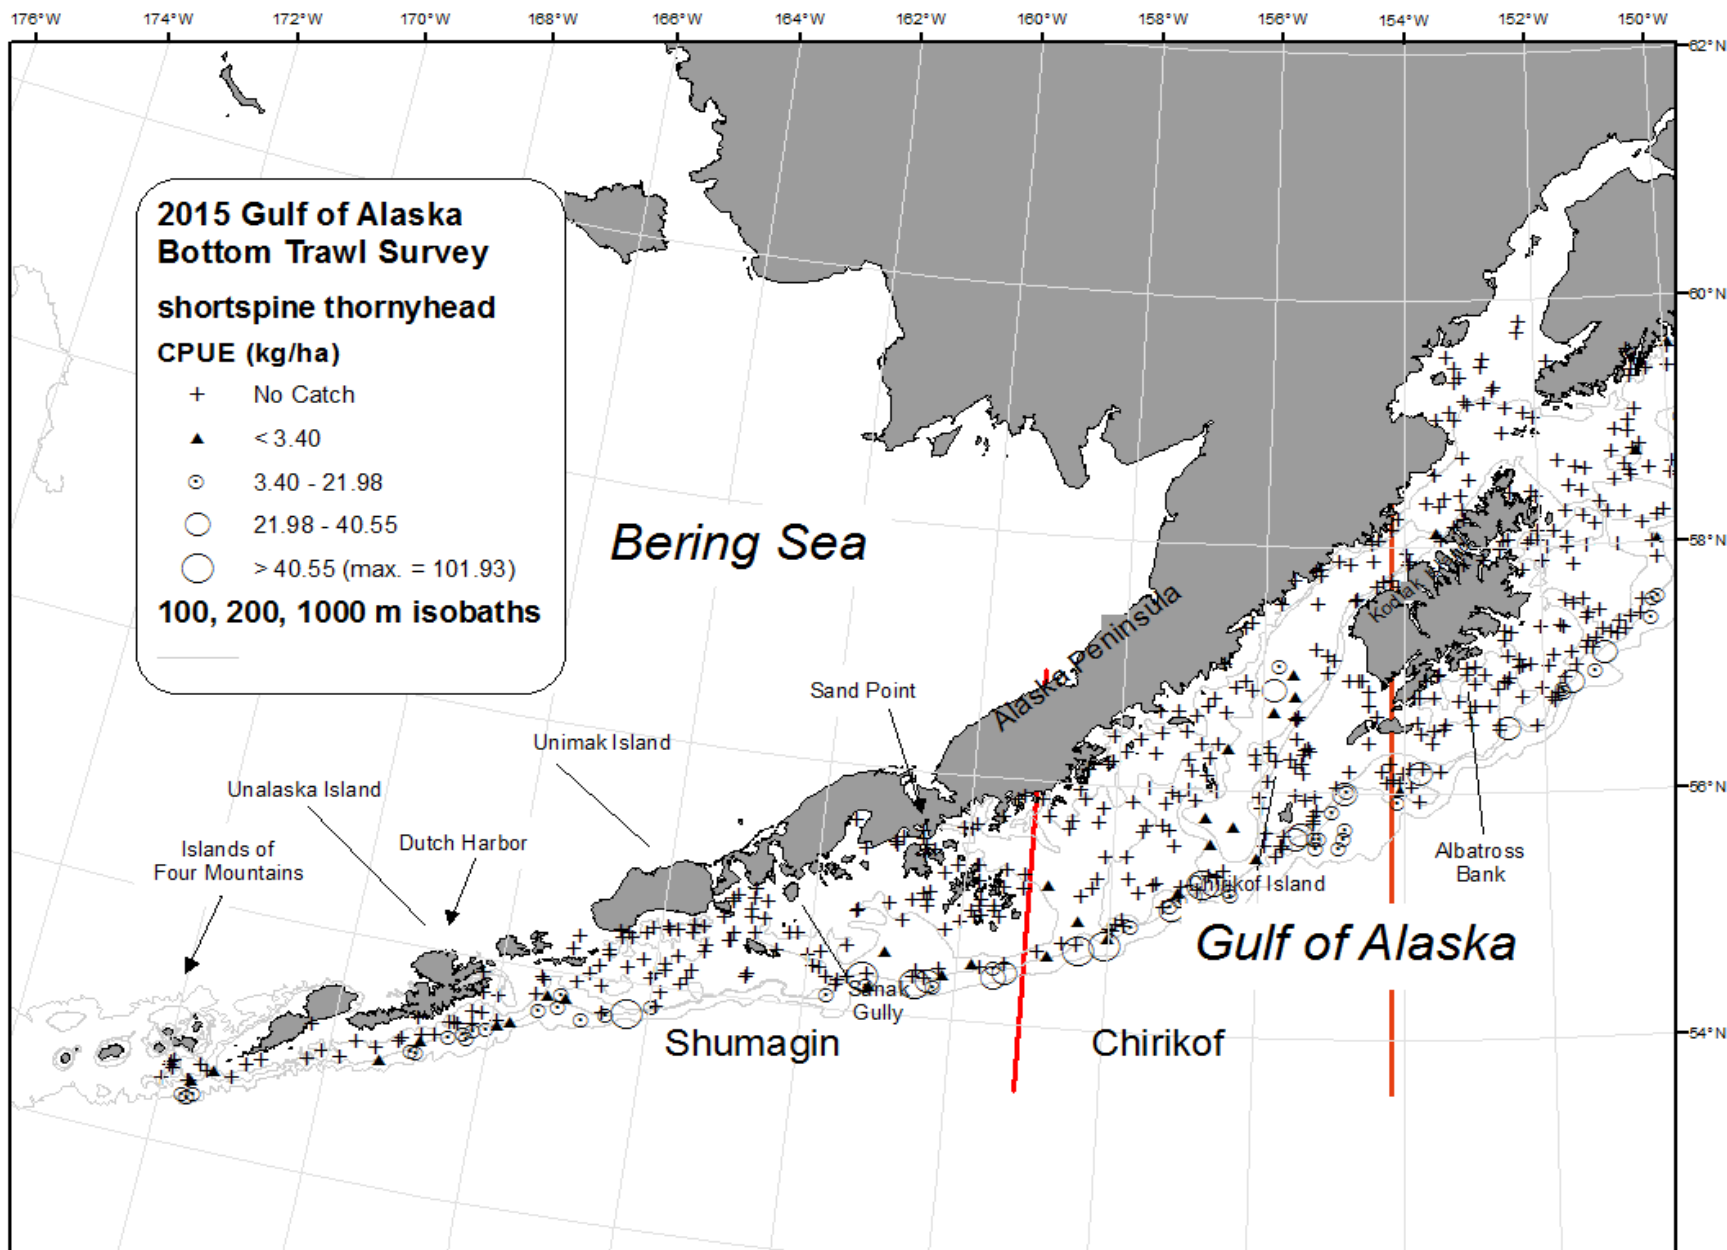 176°W 174°W 172°W 170°W 168°W 166°W 164°W 162°W 160°W 158°W 156°W 154°W 152°W 150°W
62°N
2015 Gulf of Alaska
Bottom Trawl Survey
shortspine thornyhead
CPUE (kg/ha)
No Catch
< 3.40
3.40 - 21.98
21.98 - 40.55
> 40.55 (max. = 101.93)
100, 200, 1000 m isobaths
60°N
58°N
Bering Sea
Kodiak
Alaska Peninsula
Sand Point
Unimak Island
Unalaska Island
56°N
Dutch Harbor
Islands of
Four Mountains
Albatross
Bank
Chirikof Island
Gulf of Alaska
Sanak
Gully
54°N
Shumagin
Chirikof